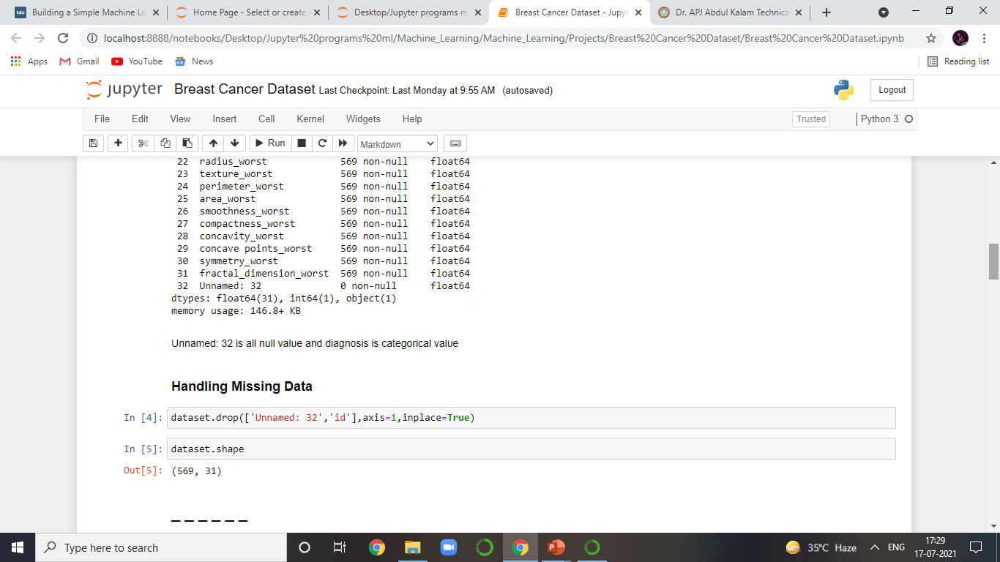 Building a Simple Machine Le
Home Page - Select or create
Desktop/Jupyter programs m
Breast Cancer Dataset - Jupyt
Dr. APJ Abdul Kalam Technica
localhost:8888/notebooks/Desktop/Jupyter%20programs%20ml/Machine_Learning/Machine_Learning/Projects/Breast%20Cancer%20Dataset/Breast%20Cancer%20Dataset.ipynb
Apps Gmail YouTube News Reading list
jupyter Breast Cancer Dataset Last Checkpoint: Last Monday at 9:55 AM (autosaved) Logout
File Edit View Insert Cell Kernel Widgets Help Trusted Python 3
Run Markdown
22 radius_worst 569 non-null float64
23 texture_worst 569 non-null float64
24 perimeter_worst 569 non-null float64
25 area_worst 569 non-null float64
26 smoothness_worst 569 non-null float64
27 compactness_worst 569 non-null float64
28 concavity_worst 569 non-null float64
29 concave points_worst 569 non-null float64
30 symmetry_worst 569 non-null float64
31 fractal_dimension_worst 569 non-null float64
32 Unnamed: 32 0 non-null float64
dtypes: float64(31), int64(1), object(1)
memory usage: 146.8+ KB
Unnamed: 32 is all null value and diagnosis is categorical value
Handling Missing Data
In [4]: dataset.drop(['Unnamed: 32','id'],axis=1,inplace=True)
In [5]: dataset.shape
Out[5]: (569, 31)
_ _ _ _ _ _
Type here to search
35°C Haze
ENG
17:29
17-07-2021